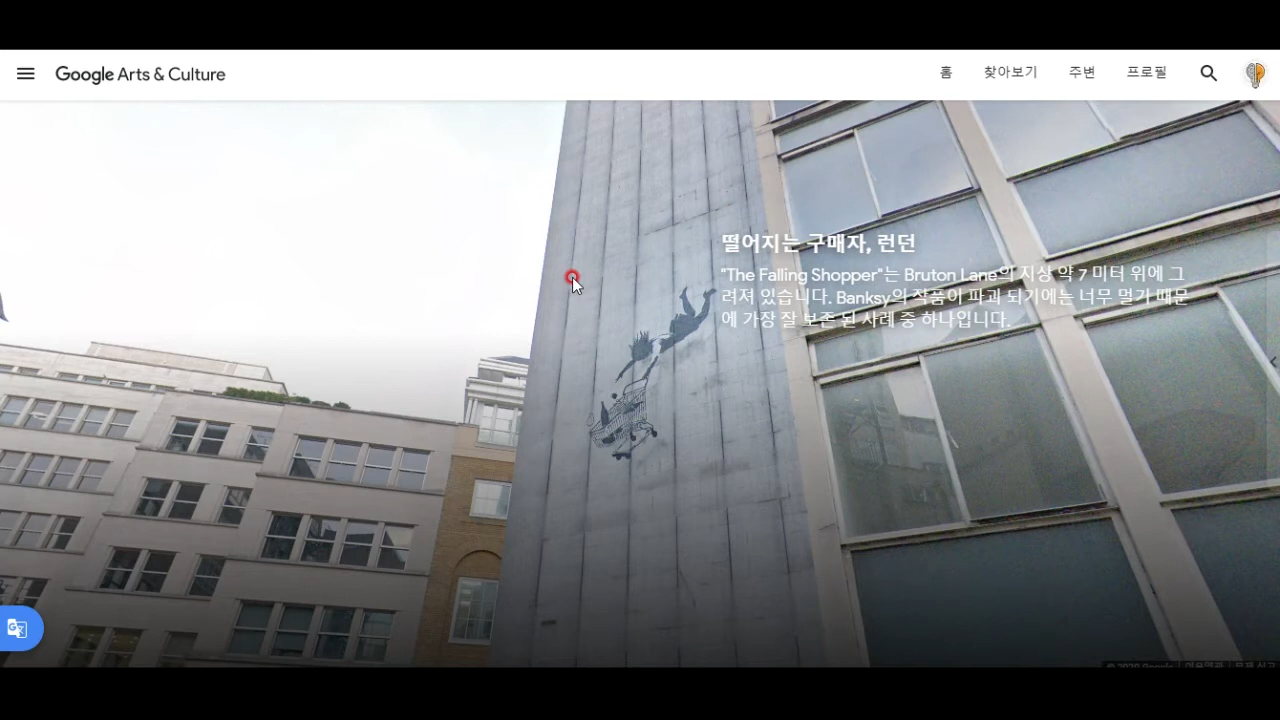 Google Arts & Culture
홈 찾아보기 주변 프로필
떨어지는 구매자, 런던
"The Falling Shopper"는 Bruton Lane의 지상 약 7 미터 위에 그
려져 있습니다. Banksy의 작품이 파괴 되기에는 너무 멀기 때문
에 가장 잘 보존 된 사례 중 하나입니다.
© 2020 Google